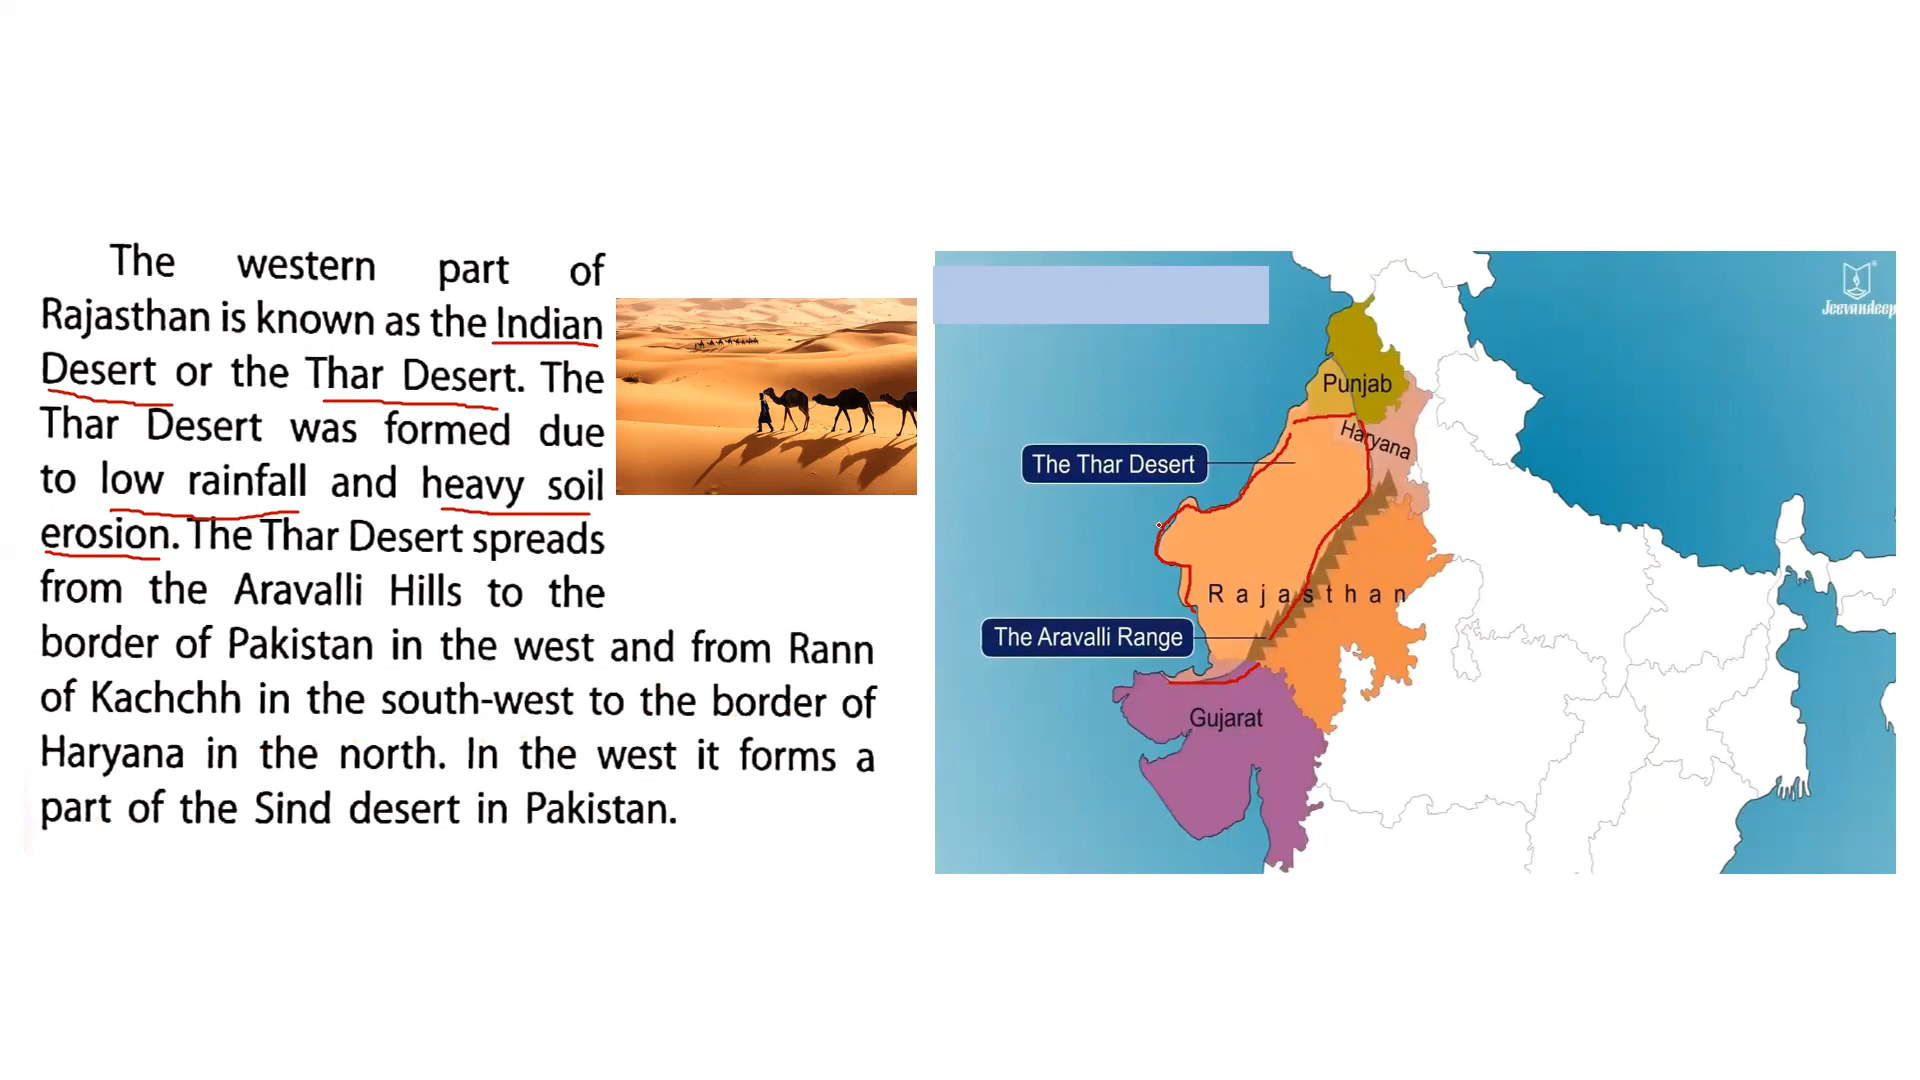 The western part of
Rajasthan is known as the Indian
Desert or the Thar Desert. The
Thar Desert was formed due
to low rainfall and heavy soil
erosion. The Thar Desert spreads
from the Aravalli Hills to the
border of Pakistan in the west and from Rann
of Kachchh in the south-west to the border of
Haryana in the north. In the west it forms a
part of the Sind desert in Pakistan.
Jeevandeep
Punjab
Haryana
The Thar Desert
Rajasthan
The Aravalli Range
Gujarat